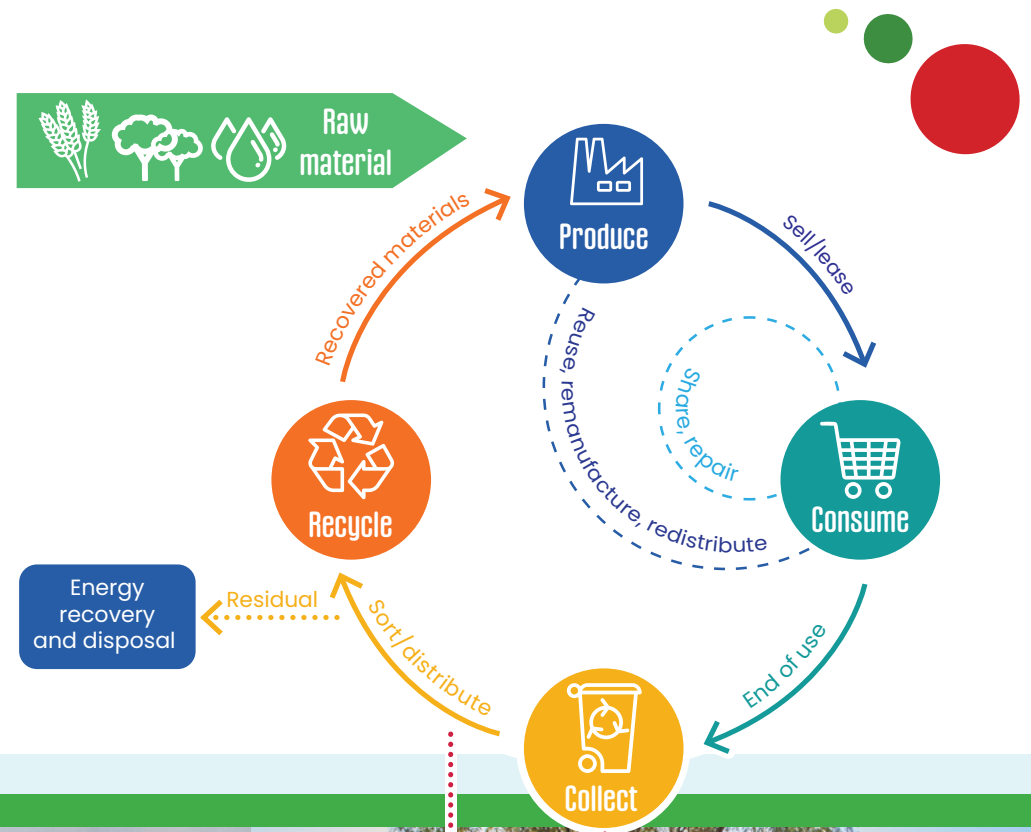 Raw
material
Produce
Sell/lease
Recovered materials
Reuse, remanufacture, redistribute
Share, repair
Consume
Recycle
Energy
recovery
and disposal
Residual
Sort/distribute
End of use
Collect